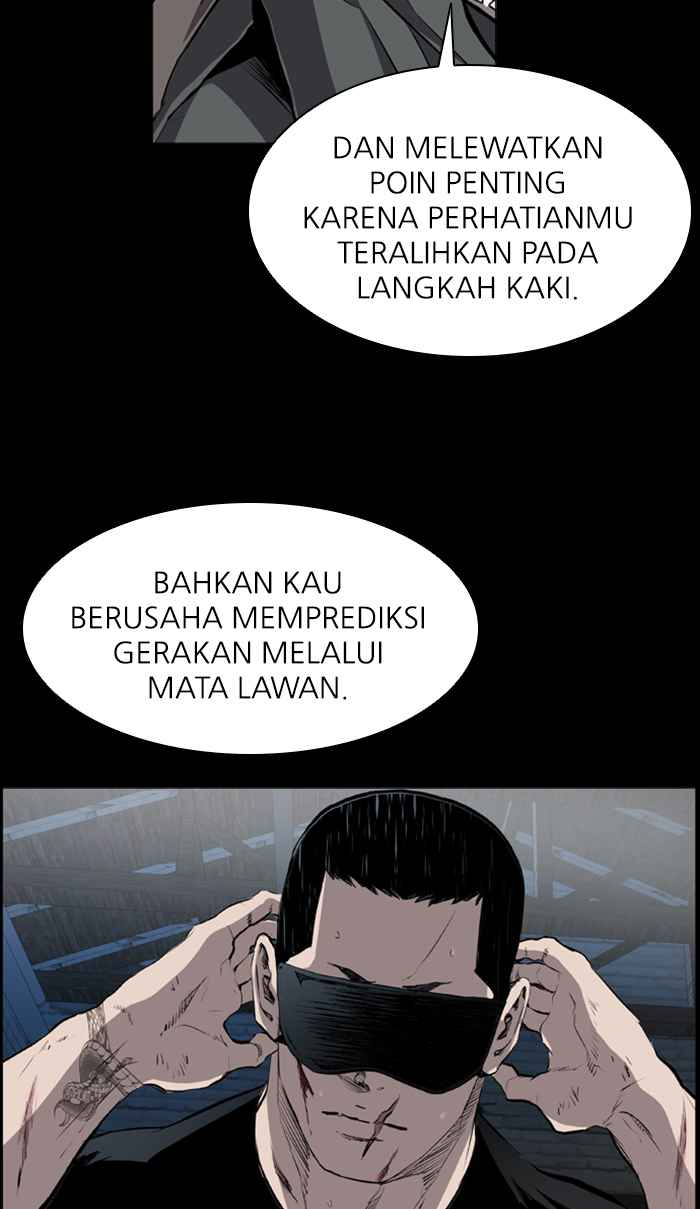 DAN MELEWATKAN
POIN PENTING
KARENA PERHATIANMU
TERALIHKAN PADA
LANGKAH KAKI.
BAHKAN KAU
BERUSAHA MEMPREDIKSI
GERAKAN MELALUI
MATA LAWAN.